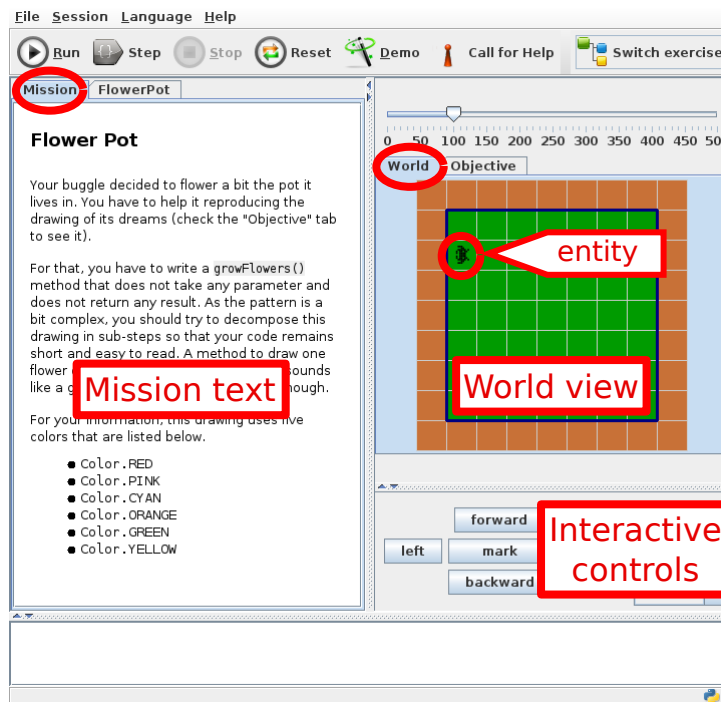 File Session Language Help
Run Step Stop Reset Demo Call for Help Switch exercise
Mission FlowerPot
Flower Pot
Your buggle decided to flower a bit the pot it
lives in. You have to help it reproducing the
drawing of its dreams (check the "Objective" tab
to see it).
For that, you have to write a growFlowers()
method that does not take any parameter and
does not return any result. As the pattern is a
bit complex, you should try to decompose this
drawing in sub-steps so that your code remains
short and easy to read. A method to draw one
flower sounds
like a though.
Mission text
For your information, this drawing uses five
colors that are listed below.
Color.RED
Color.PINK
Color.CYAN
Color.ORANGE
Color.GREEN
Color.YELLOW
0 50 100 150 200 250 300 350 400 450 50
World Objective
entity
World view
forward
left mark
backward
Interactive
controls